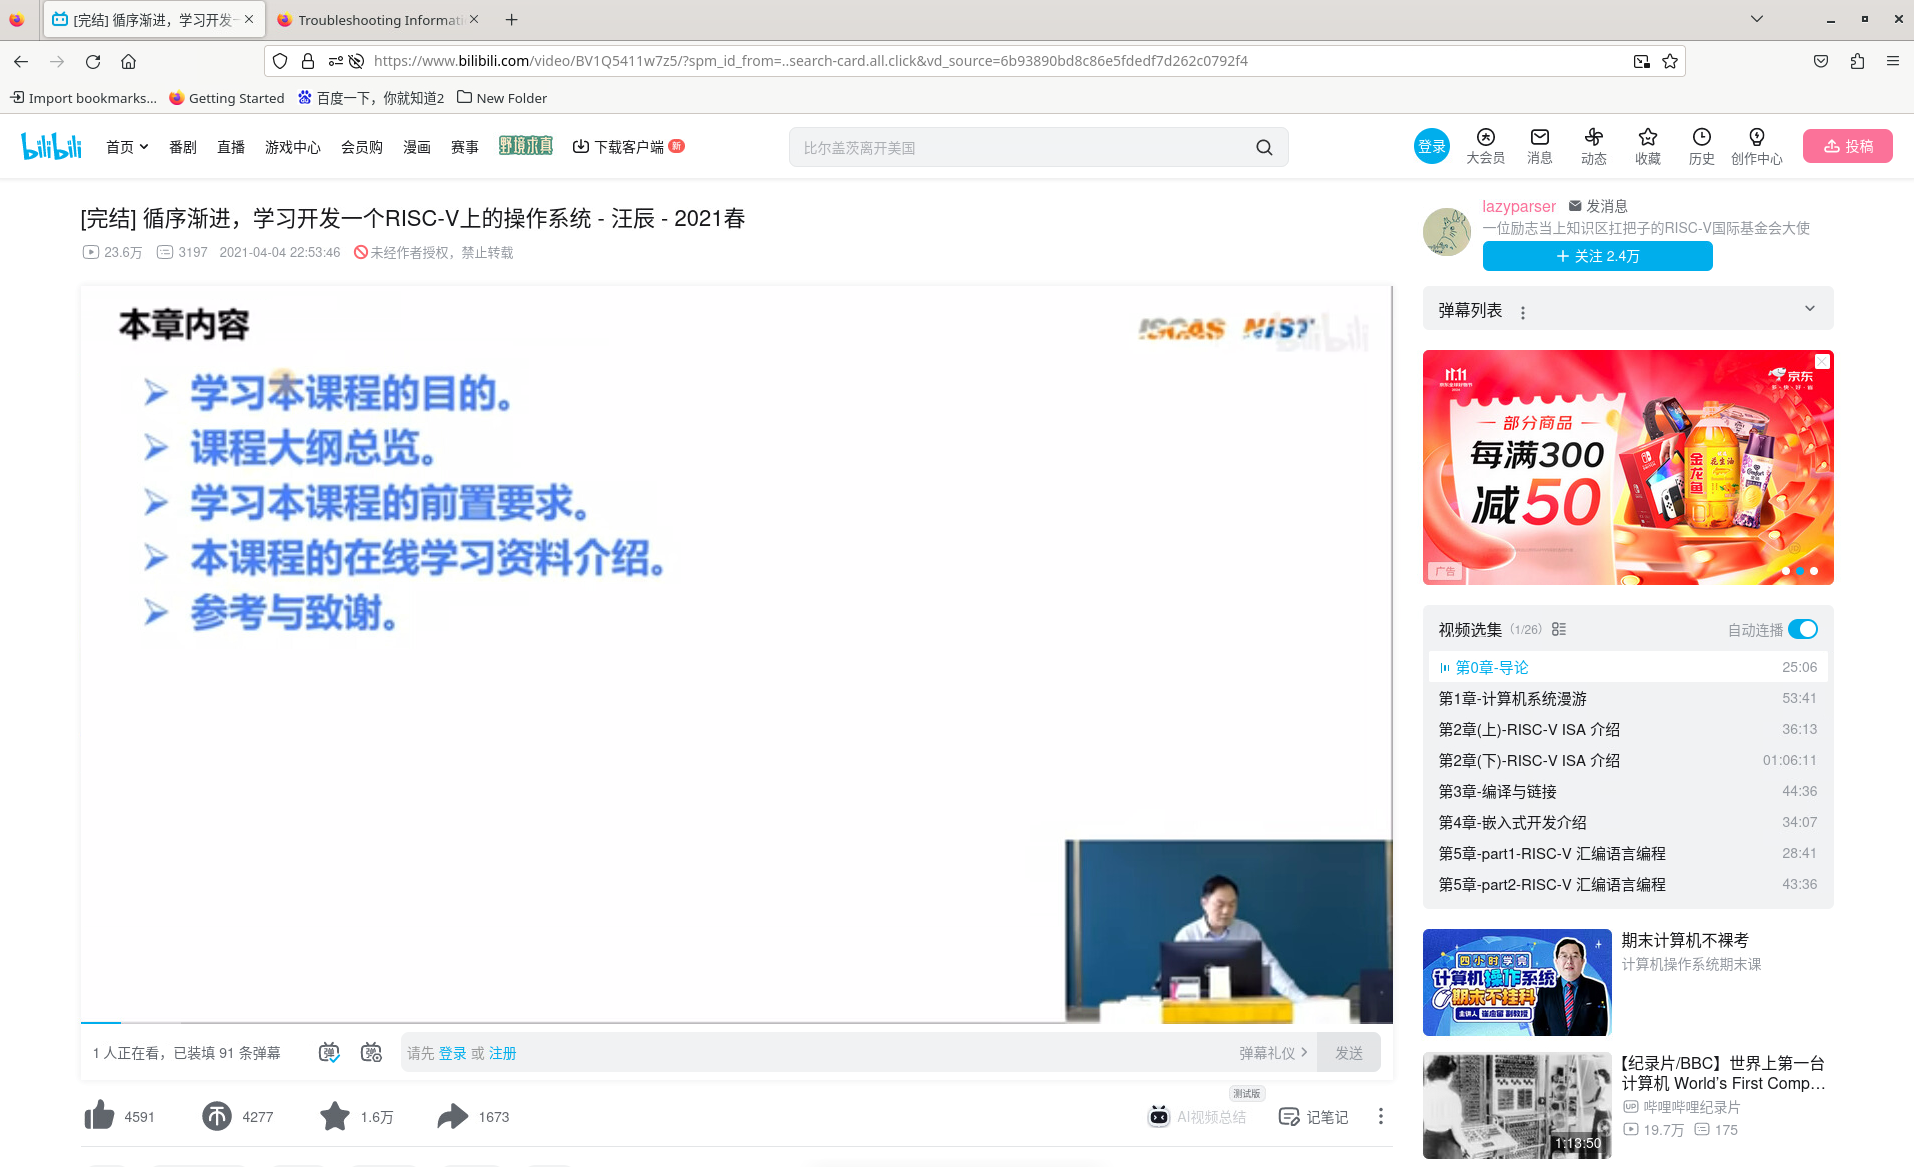 [完结] 循序渐进，学习开发一
Troubleshooting Informati
https://www.bilibili.com/video/BV1Q5411w7z5/?spm_id_from=..search-card.all.click&vd_source=6b93890bd8c86e5fdedf7d262c0792f4
Import bookmarks... Getting Started 百度一下，你就知道2 New Folder
bilibili 首页 番剧 直播 游戏中心 会员购 漫画 赛事 野境求真 下载客户端 新
比尔盖茨离开美国
登录 大会员 消息 动态 收藏 历史 创作中心 投稿
[完结] 循序渐进，学习开发一个RISC-V上的操作系统 - 汪辰 - 2021春
23.6万 3197 2021-04-04 22:53:46 未经作者授权，禁止转载
本章内容
ISCAS NIST bilibili
学习本课程的目的。
课程大纲总览。
学习本课程的前置要求。
本课程的在线学习资料介绍。
参考与致谢。
1 人正在看，已装填 91 条弹幕
弹 弹
请先 登录 或 注册
弹幕礼仪
发送
4591 4277 1.6万 1673
测试版
AI视频总结 记笔记
lazyparser 发消息
一位励志当上知识区扛把子的RISC-V国际基金会大使
+ 关注 2.4万
弹幕列表
11.11
京东
多·快·好·省
部分商品
每满300
减50
金龙鱼
花生油
Comfort
广告
视频选集 (1/26) 自动连播
第0章-导论 25:06
第1章-计算机系统漫游 53:41
第2章(上)-RISC-V ISA 介绍 36:13
第2章(下)-RISC-V ISA 介绍 01:06:11
第3章-编译与链接 44:36
第4章-嵌入式开发介绍 34:07
第5章-part1-RISC-V 汇编语言编程 28:41
第5章-part2-RISC-V 汇编语言编程 43:36
四小时学完
计算机操作系统
期末不挂科
期末计算机不裸考
计算机操作系统期末课
【纪录片/BBC】世界上第一台
计算机 World's First Comp...
UP 哔哩哔哩纪录片
19.7万 175
1:13:50